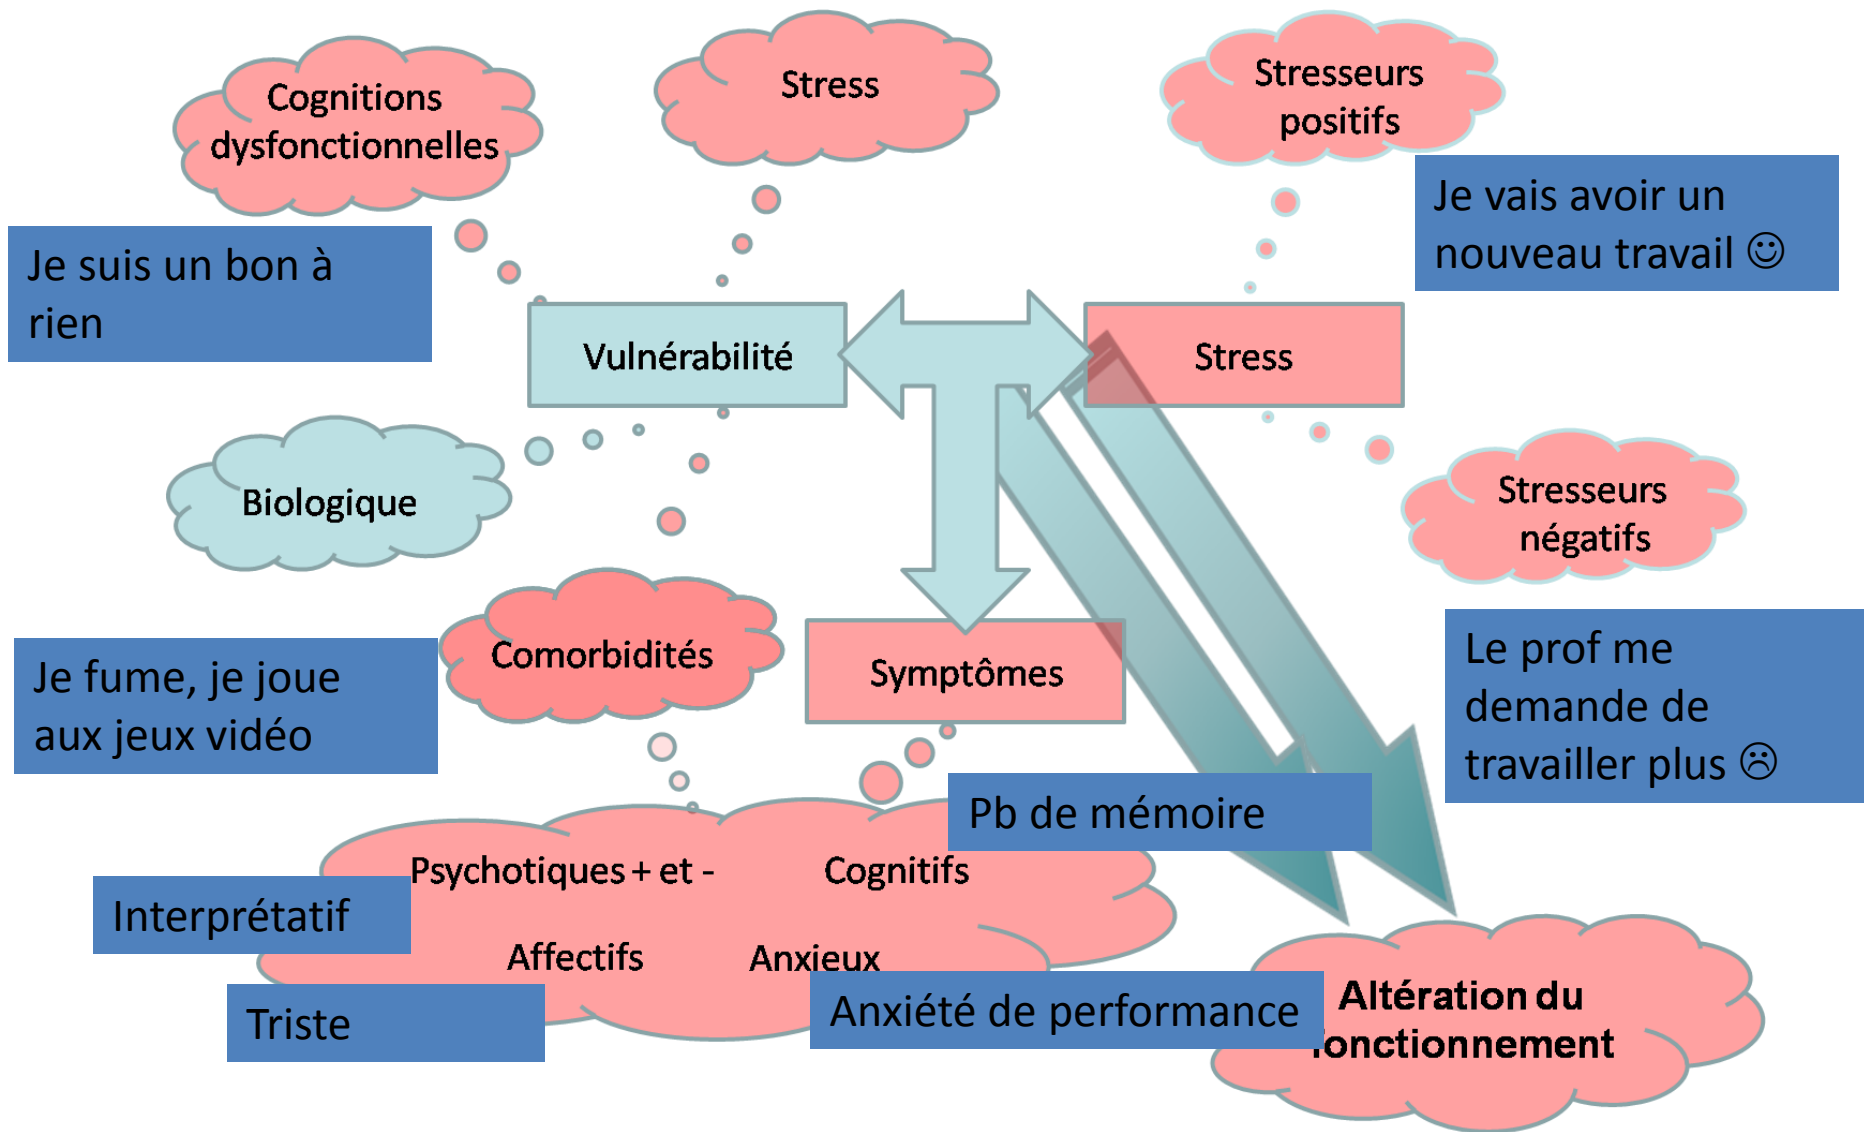 Cognitions
dysfonctionnelles
Stress
Stresseurs
positifs
Je suis un bon à
rien
Je vais avoir un
nouveau travail ☺
Vulnérabilité
Stress
Biologique
Stresseurs
négatifs
Je fume, je joue
aux jeux vidéo
Comorbidités
Symptômes
Le prof me
demande de
travailler plus ☹
Pb de mémoire
Psychotiques + et -
Cognitifs
Interprétatif
Affectifs
Anxieux
Triste
Anxiété de performance
Altération du
fonctionnement